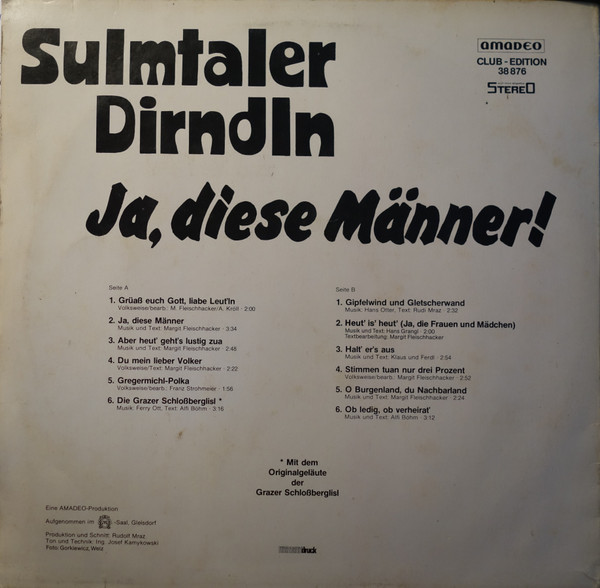 Sulmtaler
Dirndln
amadeo
CLUB - EDITION
38 876
STEREO
Ja, diese Männer!
Seite A
1. Grüaß euch Gott, liabe Leut'ln
Volksweise/bearb.: M. Fleischhacker/A. Kröll · 2:00
2. Ja, diese Männer
Musik und Text: Margit Fleischhacker · 3:34
3. Aber heut' geht's lustig zua
Musik und Text: Margit Fleischhacker · 2:48
4. Du mein lieber Volker
Volksweise/Text: Margit Fleischhacker · 2:22
5. Gregermichl-Polka
Volksweise/bearb.: Franz Strohmeier · 1:56
6. Die Grazer Schloßberglisl *
Musik: Ferry Ott, Text: Alfi Böhm · 3:16
Seite B
1. Gipfelwind und Gletscherwand
Musik: Hans Otter, Text: Rudi Mraz · 2:32
2. Heut' is' heut' (Ja, die Frauen und Mädchen)
Musik und Text: Hans Grangl · 2:00
Textbearbeitung: Margit Fleischhacker
3. Halt' er's aus
Musik und Text: Klaus und Ferdl · 2:54
4. Stimmen tuan nur drei Prozent
Volksweise/bearb.: Margit Fleischhacker · 2:52
5. O Burgenland, du Nachbarland
Musik und Text: Margit Fleischhacker · 2:24
6. Ob ledig, ob verheirat'
Musik und Text: Alfi Böhm · 3:12
* Mit dem
Originalgeläute
der
Grazer Schloßberglisl
Eine AMADEO-Produktion
Aufgenommen im -Saal, Gleisdorf
Produktion und Schnitt: Rudolf Mraz
Ton und Technik: Ing. Josef Kamykowski
Foto: Gorkiewicz, Weiz
druck